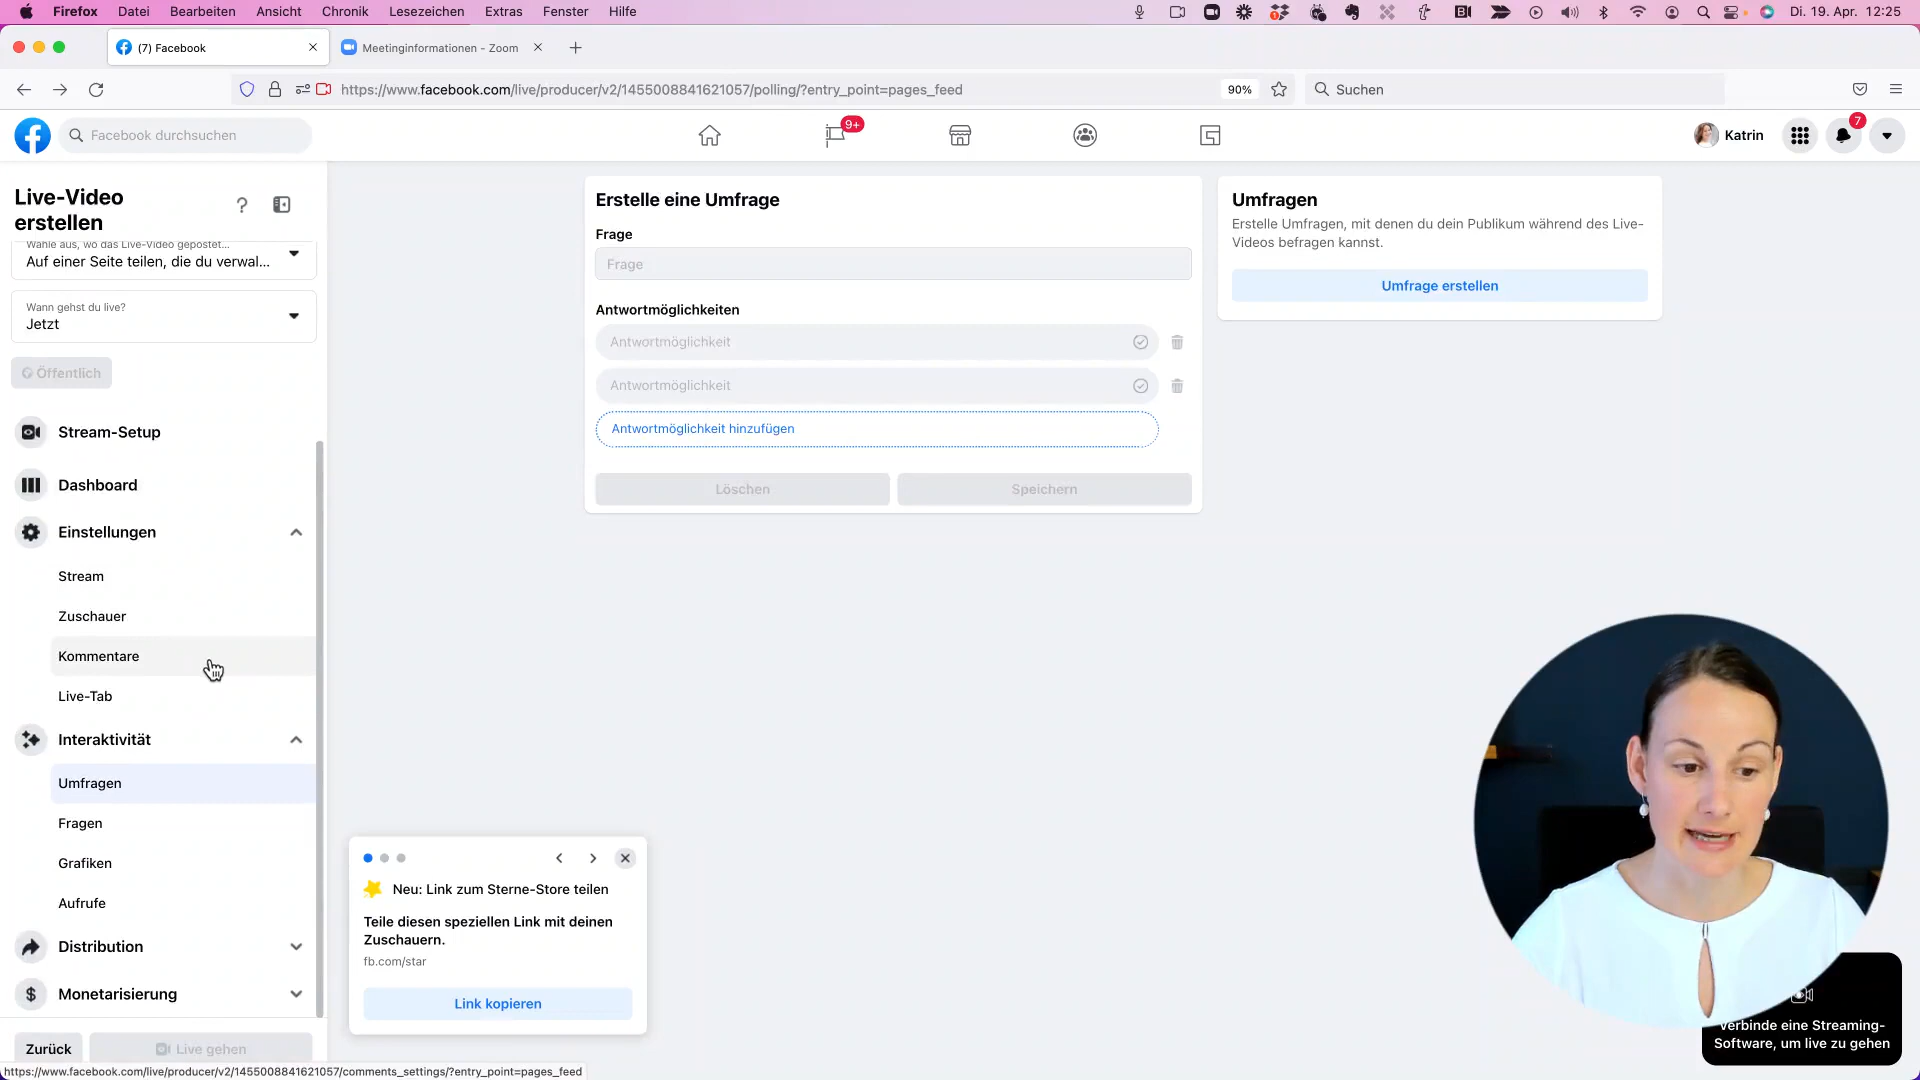 Firefox Datei Bearbeiten Ansicht Chronik Lesezeichen Extras Fenster Hilfe
Di. 19. Apr. 12:25
(7) Facebook
Meetinginformationen - Zoom
https://www.facebook.com/live/producer/v2/1455008841621057/polling/?entry_point=pages_feed
90%
Suchen
Facebook durchsuchen
9+
Katrin
7
Live-Video
erstellen
?
Wähle aus, wo das Live-Video gepostet...
Auf einer Seite teilen, die du verwal...
Wann gehst du live?
Jetzt
Öffentlich
Stream-Setup
Dashboard
Einstellungen
Stream
Zuschauer
Kommentare
Live-Tab
Interaktivität
Umfragen
Fragen
Grafiken
Aufrufe
Distribution
Monetarisierung
Zurück
Live gehen
https://www.facebook.com/live/producer/v2/1455008841621057/comments_settings/?entry_point=pages_feed
Erstelle eine Umfrage
Frage
Frage
Antwortmöglichkeiten
Antwortmöglichkeit
Antwortmöglichkeit
Antwortmöglichkeit hinzufügen
Löschen
Speichern
Umfragen
Erstelle Umfragen, mit denen du dein Publikum während des Live-
Videos befragen kannst.
Umfrage erstellen
Neu: Link zum Sterne-Store teilen
Teile diesen speziellen Link mit deinen
Zuschauern.
fb.com/star
Link kopieren
Verbinde eine Streaming-
Software, um live zu gehen